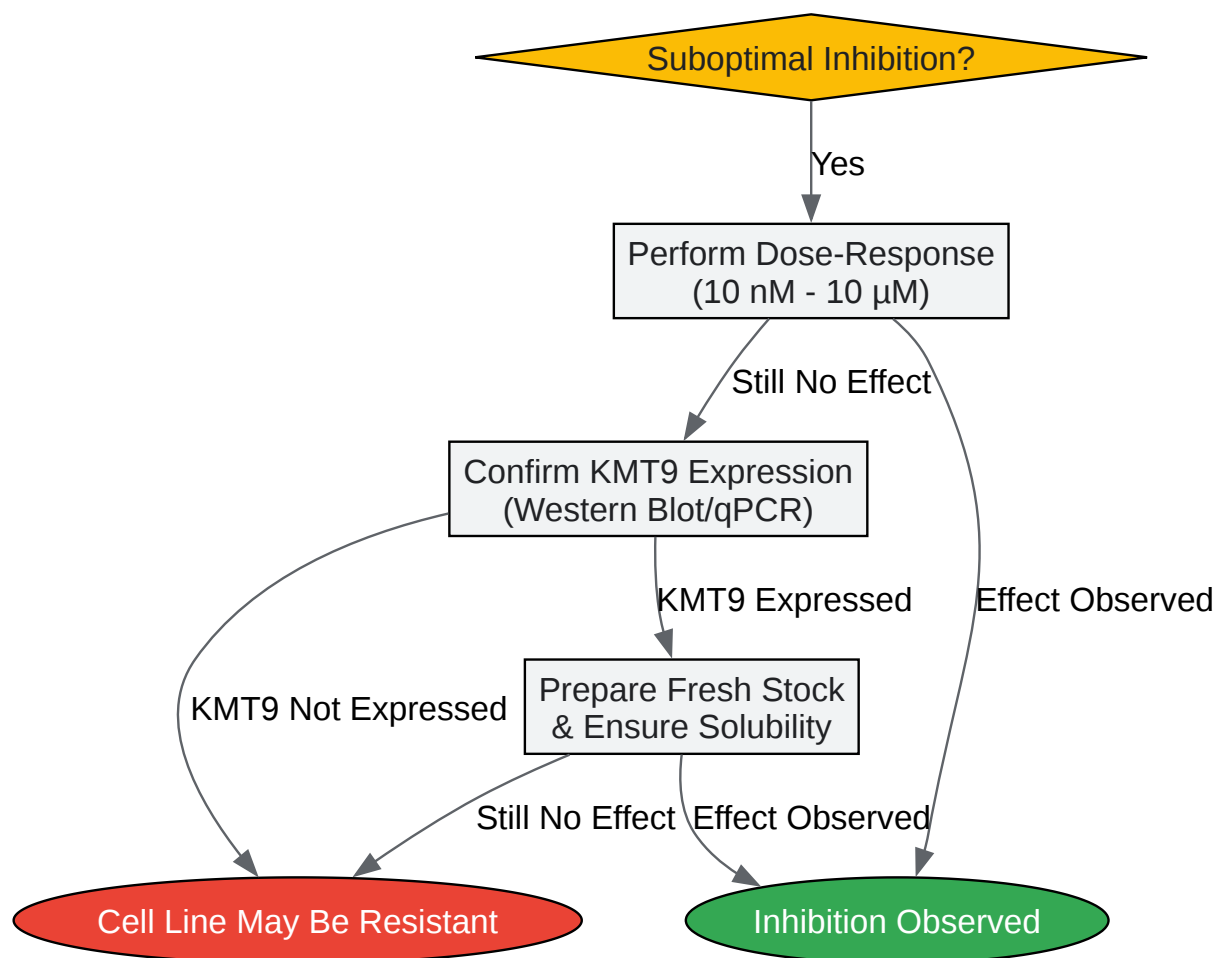 Suboptimal Inhibition?
Yes
Perform Dose-Response
(10 nM - 10 µM)
Still No Effect
Confirm KMT9 Expression
(Western Blot/qPCR)
KMT9 Expressed
Effect Observed
Prepare Fresh Stock
& Ensure Solubility
KMT9 Not Expressed
Still No Effect
Effect Observed
Cell Line May Be Resistant
Inhibition Observed